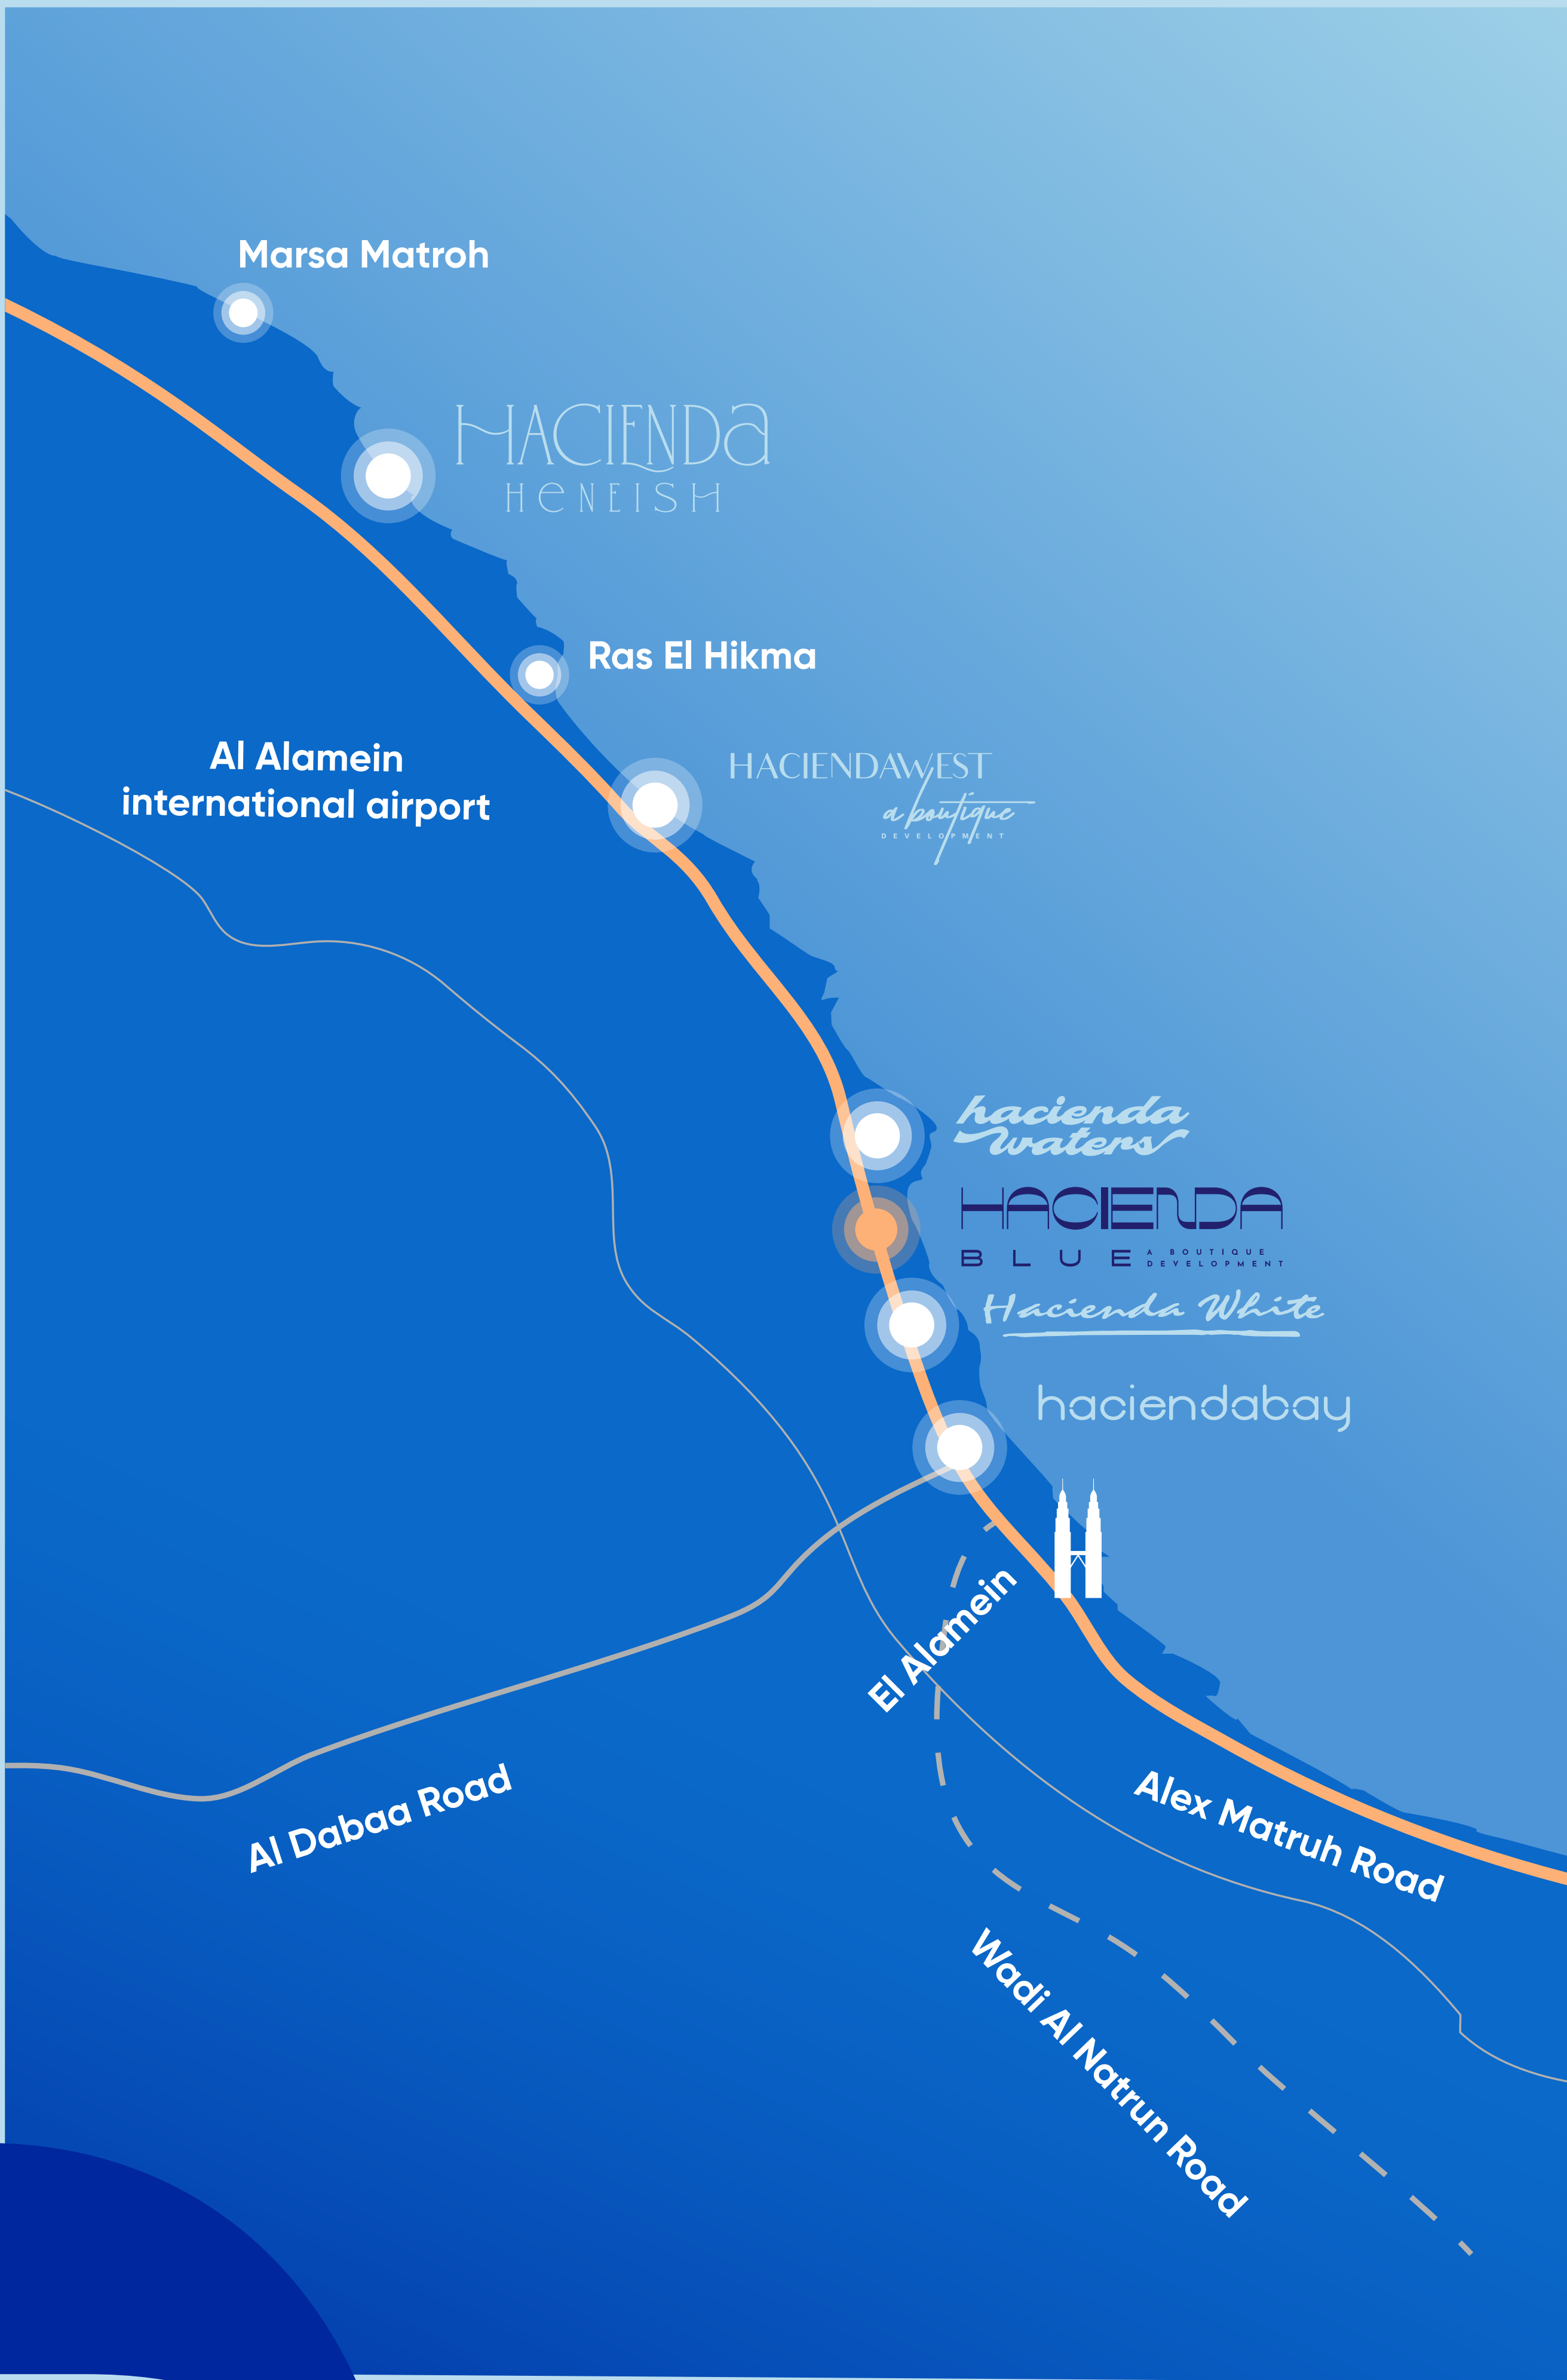 Marsa Matroh
HACIENDa
HeNEISH
Ras El Hikma
Al Alamein
international airport
HACIENDAWEST
a boutique
DEVELOPMENT
hacienda
waters
HACIENDA
BLUE
A BOUTIQUE
DEVELOPMENT
Hacienda White
haciendabay
El Alamein
Al Dabaa Road
Alex Matruh Road
Wadi Al Natrun Road